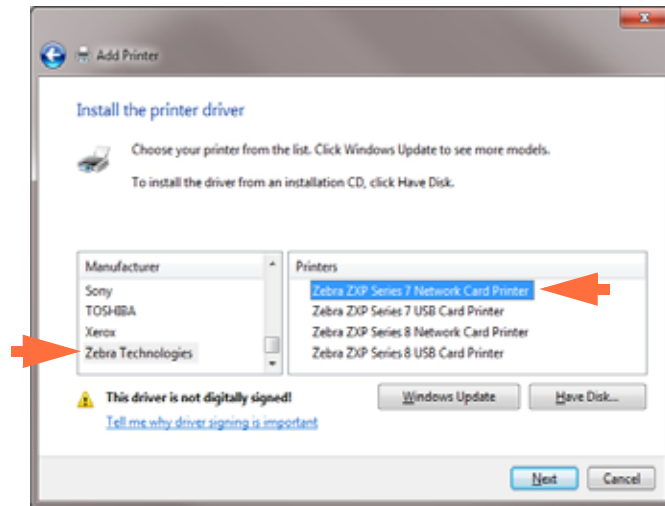 Add Printer
Install the printer driver
Choose your printer from the list. Click Windows Update to see more models.
To install the driver from an installation CD, click Have Disk.
Manufacturer
Sony
TOSHIBA
Xerox
Zebra Technologies
Printers
Zebra ZXP Series 7 Network Card Printer
Zebra ZXP Series 7 USB Card Printer
Zebra ZXP Series 8 Network Card Printer
Zebra ZXP Series 8 USB Card Printer
This driver is not digitally signed!
Tell me why driver signing is important
Windows Update
Have Disk...
Next
Cancel